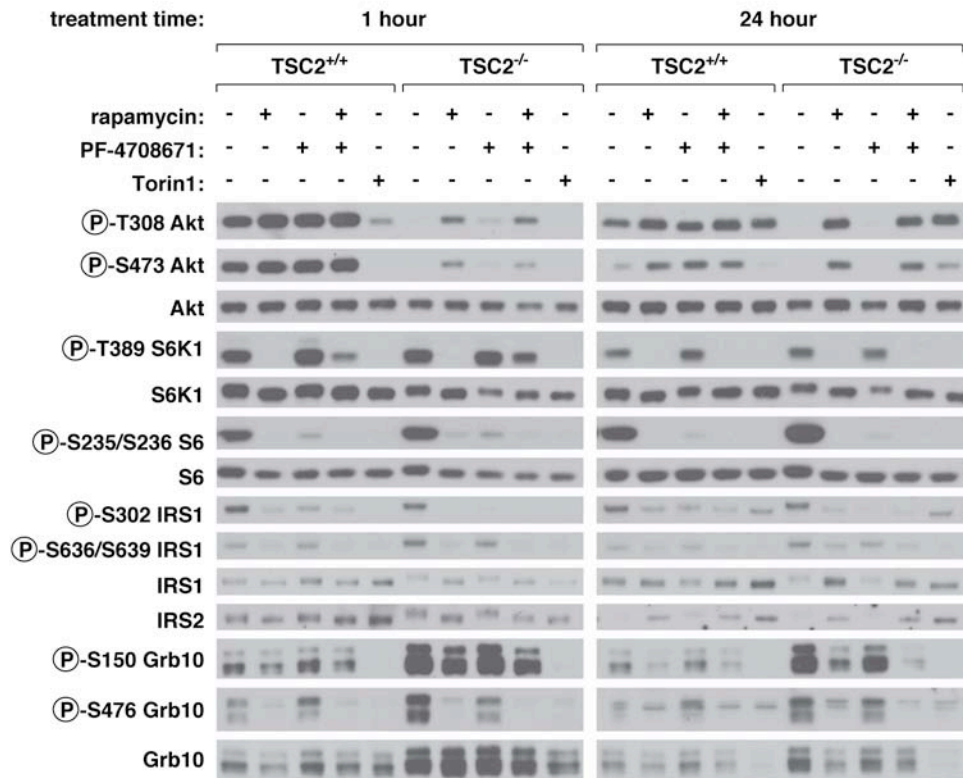 treatment time: 1 hour 24 hour
TSC2+/+ TSC2-/- TSC2+/+ TSC2-/-
rapamycin: - + - + - - + - + - - + - + - - + - + -
PF-4708671: - - + + - - - + + - - - + + - - - + + -
Torin1: - - - - + - - - - + - - - - + - - - - +
Ⓟ-T308 Akt
Ⓟ-S473 Akt
Akt
Ⓟ-T389 S6K1
S6K1
Ⓟ-S235/S236 S6
S6
Ⓟ-S302 IRS1
Ⓟ-S636/S639 IRS1
IRS1
IRS2
Ⓟ-S150 Grb10
Ⓟ-S476 Grb10
Grb10